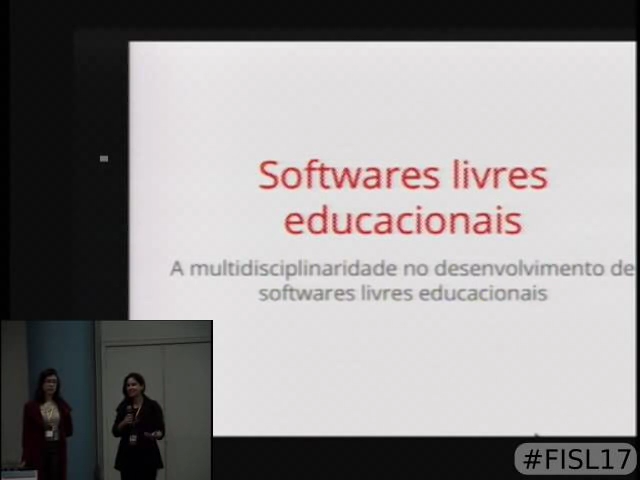 Softwares livres
educacionais
A multidisciplinaridade no desenvolvimento de
softwares livres educacionais
#FISL17